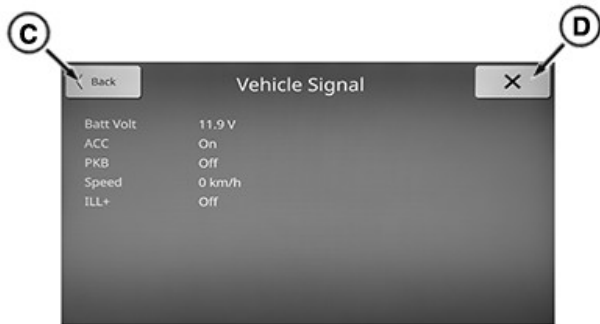 C
D
Back Vehicle Signal X
Batt Volt 11.9 V
ACC On
PKB Off
Speed 0 km/h
ILL+ Off